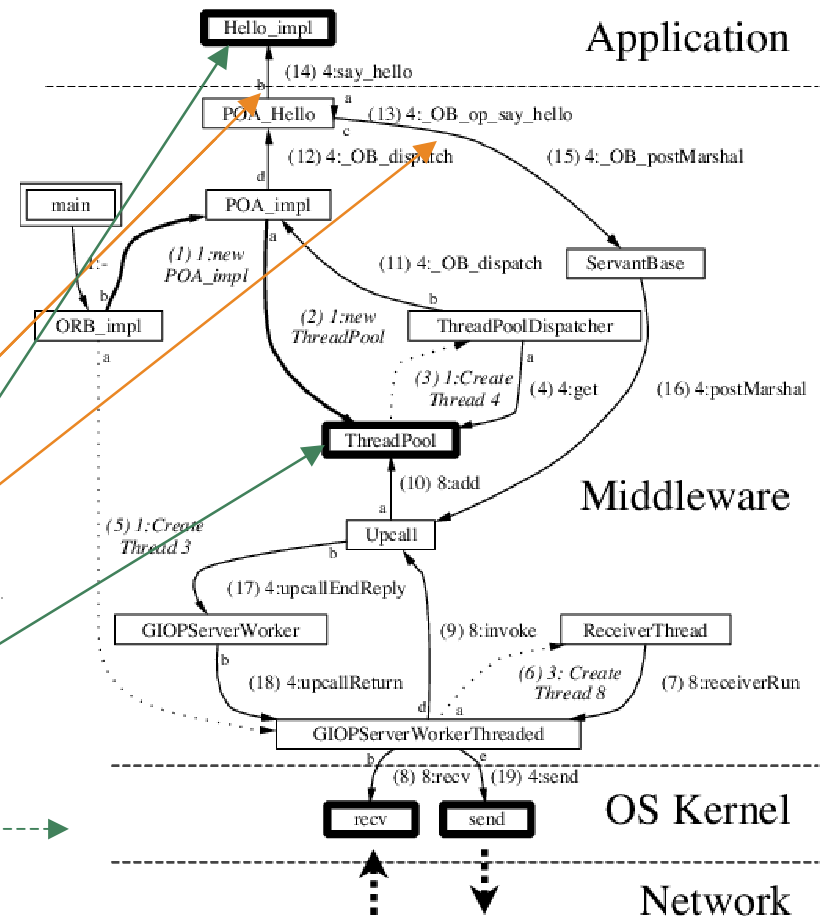 Hello_impl
Application
(14) 4:say_hello
b
a
POA_Hello
(13) 4:_OB_op_say_hello
c
(12) 4:_OB_dispatch
(15) 4:_OB_postMarshal
d
main
POA_impl
a
(1) 1:new
POA_impl
(11) 4:_OB_dispatch
ServantBase
1:-
b
b
(2) 1:new
ThreadPool
ORB_impl
ThreadPoolDispatcher
a
a
(3) 1:Create
Thread 4
(4) 4:get
(16) 4:postMarshal
ThreadPool
(10) 8:add
Middleware
a
(5) 1:Create
Thread 3
Upcall
b
(17) 4:upcallEndReply
GIOPServerWorker
(9) 8:invoke
ReceiverThread
b
(18) 4:upcallReturn
(6) 3: Create
Thread 8
(7) 8:receiverRun
d
a
GIOPServerWorkerThreaded
b
e
(8) 8:recv
(19) 4:send
OS Kernel
recv
send
Network